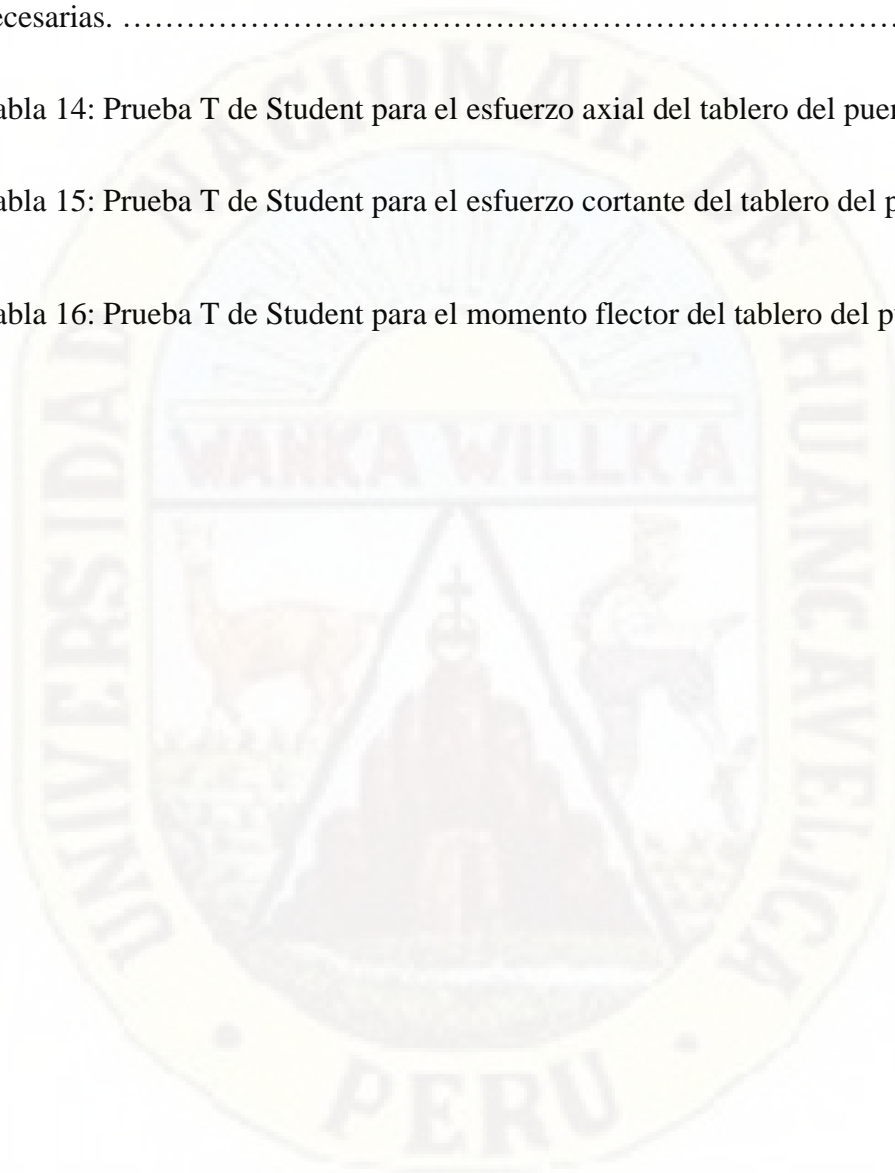 ecesarias. ……………………………………………………………………
abla 14: Prueba T de Student para el esfuerzo axial del tablero del puer
abla 15: Prueba T de Student para el esfuerzo cortante del tablero del p
abla 16: Prueba T de Student para el momento flector del tablero del p
UNIVERSIDAD NACIONAL DE HUANCAVELICA
WANKA WILLKA
PERU